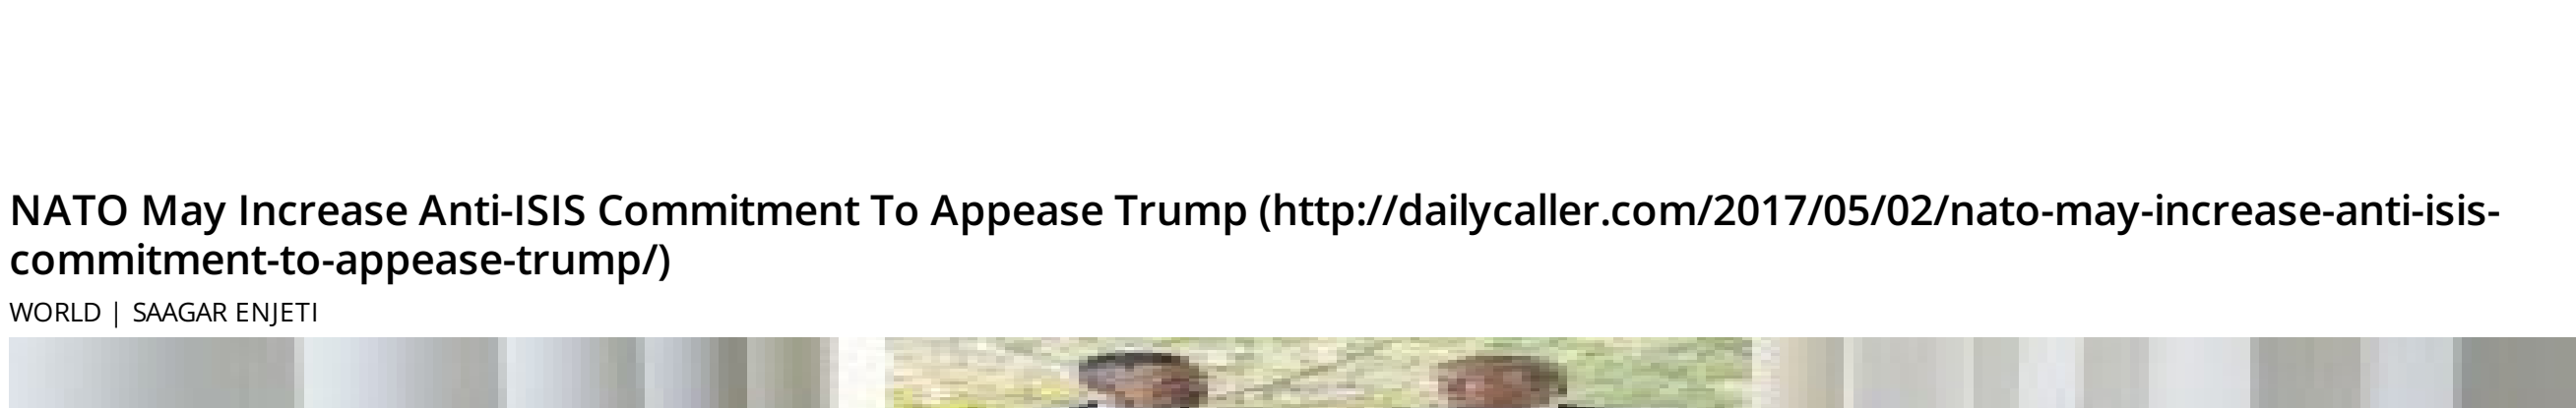 NATO May Increase Anti-ISIS Commitment To Appease Trump (http://dailycaller.com/2017/05/02/nato-may-increase-anti-isis-
commitment-to-appease-trump/)
WORLD | SAAGAR ENJETI